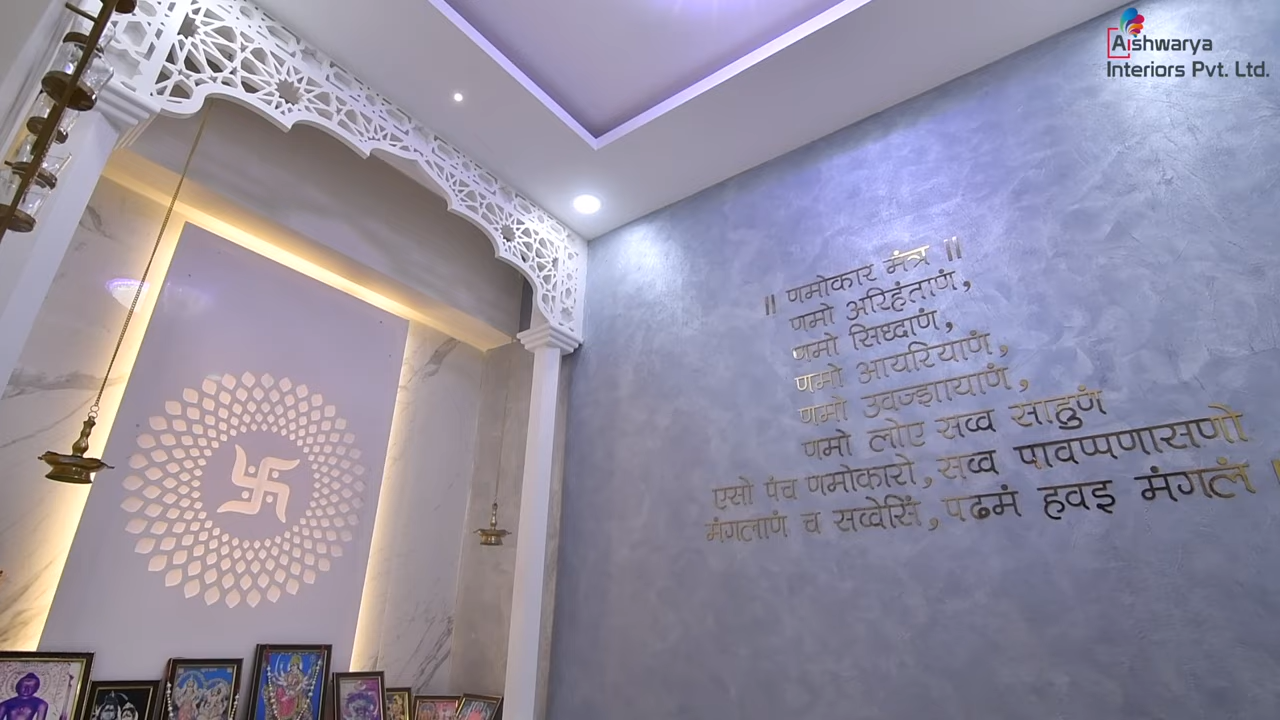 Aishwarya
Interiors Pvt. Ltd.
॥ णमोकार मंत्र ॥
णमो अरिहंताणं,
णमो सिध्दाणं,
णमो आयरियाणं,
णमो उवज्झायाणं,
णमो लोए सव्व साहुणं
एसो पंच णमोकारो, सव्व पावप्पणासणो
मंगलाणं च सव्वेसिं, पढमं हवइ मंगलं